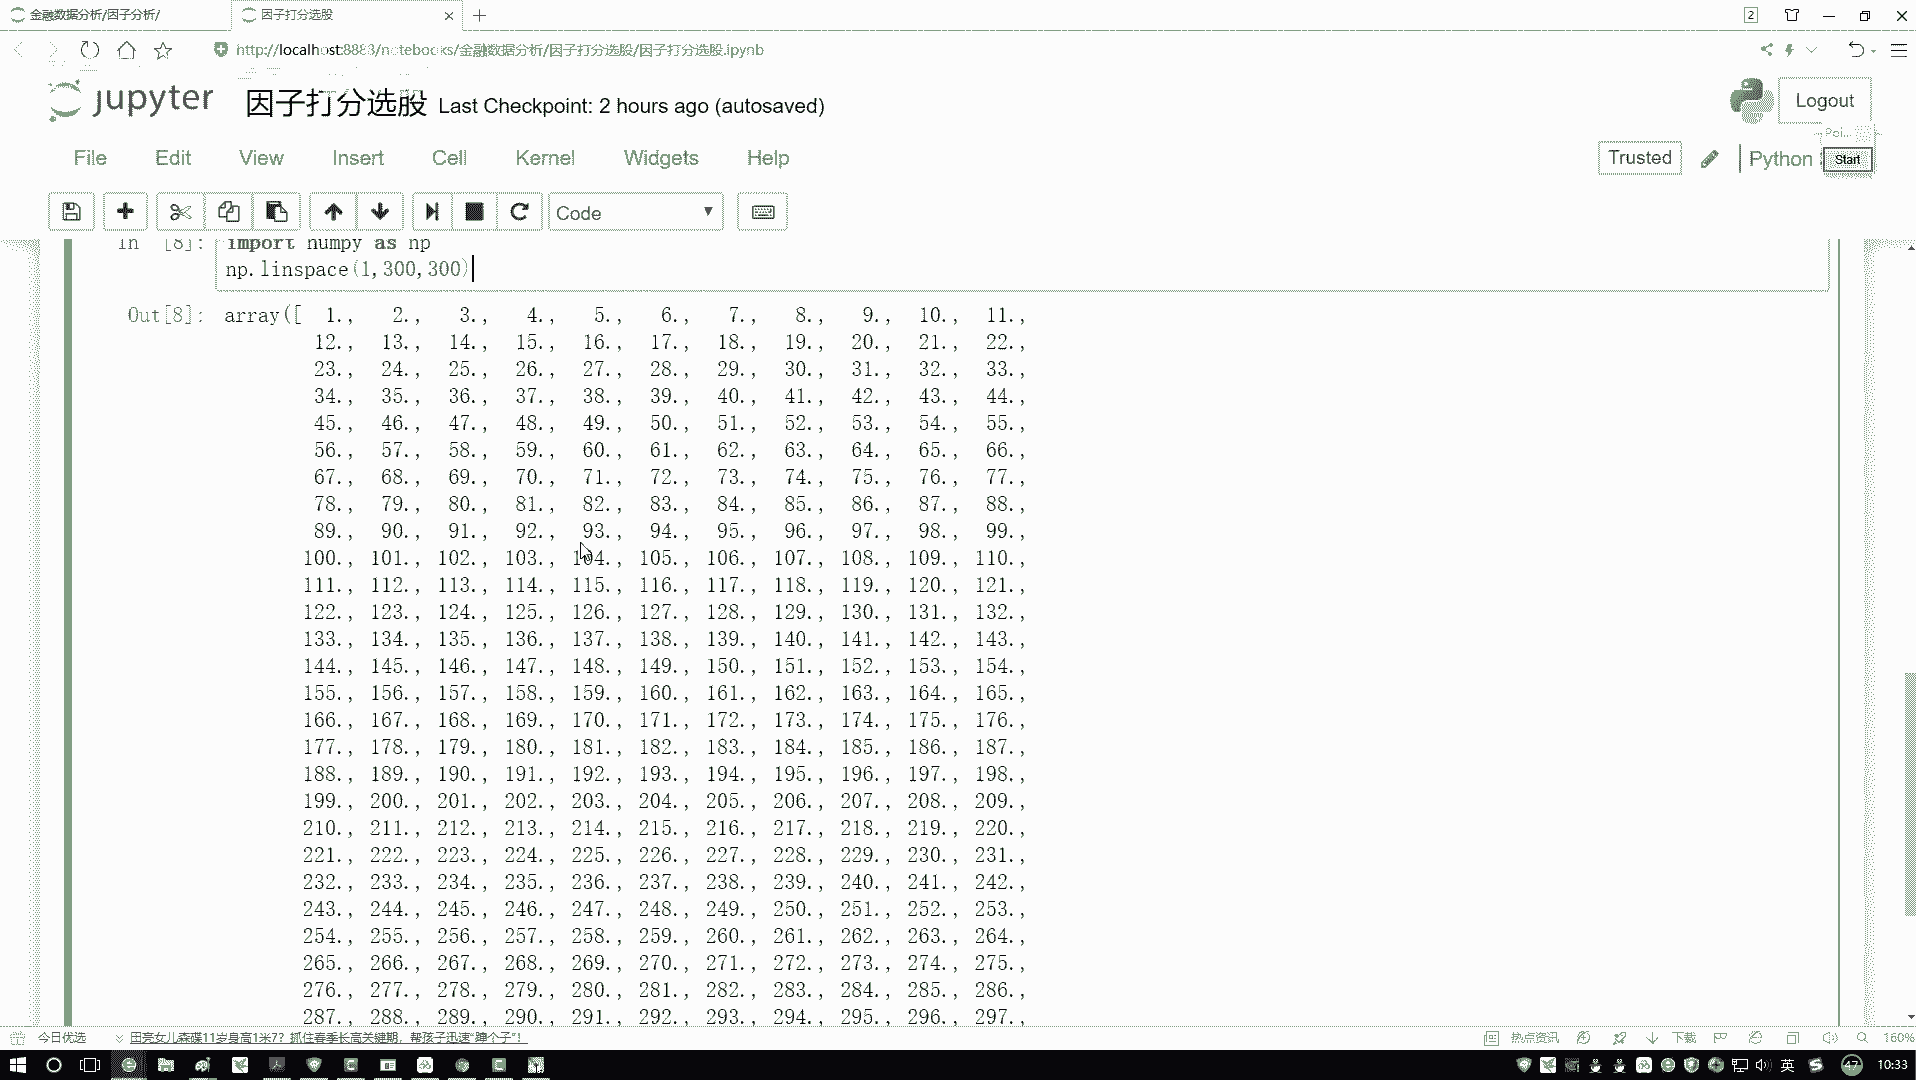 金融数据分析/因子分析/
因子打分选股
2
http://localhost:8883/notebooks/金融数据分析/因子打分选股/因子打分选股.ipynb
jupyter 因子打分选股 Last Checkpoint: 2 hours ago (autosaved)
Logout
Poi...
File Edit View Insert Cell Kernel Widgets Help
Trusted Python Start
Code
In [8]: import numpy as np
np.linspace(1,300,300)
Out[8]: array([ 1., 2., 3., 4., 5., 6., 7., 8., 9., 10., 11.,
12., 13., 14., 15., 16., 17., 18., 19., 20., 21., 22.,
23., 24., 25., 26., 27., 28., 29., 30., 31., 32., 33.,
34., 35., 36., 37., 38., 39., 40., 41., 42., 43., 44.,
45., 46., 47., 48., 49., 50., 51., 52., 53., 54., 55.,
56., 57., 58., 59., 60., 61., 62., 63., 64., 65., 66.,
67., 68., 69., 70., 71., 72., 73., 74., 75., 76., 77.,
78., 79., 80., 81., 82., 83., 84., 85., 86., 87., 88.,
89., 90., 91., 92., 93., 94., 95., 96., 97., 98., 99.,
100., 101., 102., 103., 104., 105., 106., 107., 108., 109., 110.,
111., 112., 113., 114., 115., 116., 117., 118., 119., 120., 121.,
122., 123., 124., 125., 126., 127., 128., 129., 130., 131., 132.,
133., 134., 135., 136., 137., 138., 139., 140., 141., 142., 143.,
144., 145., 146., 147., 148., 149., 150., 151., 152., 153., 154.,
155., 156., 157., 158., 159., 160., 161., 162., 163., 164., 165.,
166., 167., 168., 169., 170., 171., 172., 173., 174., 175., 176.,
177., 178., 179., 180., 181., 182., 183., 184., 185., 186., 187.,
188., 189., 190., 191., 192., 193., 194., 195., 196., 197., 198.,
199., 200., 201., 202., 203., 204., 205., 206., 207., 208., 209.,
210., 211., 212., 213., 214., 215., 216., 217., 218., 219., 220.,
221., 222., 223., 224., 225., 226., 227., 228., 229., 230., 231.,
232., 233., 234., 235., 236., 237., 238., 239., 240., 241., 242.,
243., 244., 245., 246., 247., 248., 249., 250., 251., 252., 253.,
254., 255., 256., 257., 258., 259., 260., 261., 262., 263., 264.,
265., 266., 267., 268., 269., 270., 271., 272., 273., 274., 275.,
276., 277., 278., 279., 280., 281., 282., 283., 284., 285., 286.,
287., 288., 289., 290., 291., 292., 293., 294., 295., 296., 297.,
今日优选 田亮女儿森碟11岁身高1米7？抓住春季长高关键期，帮孩子迅速“蹿个子”！ 热点资讯 下载 160%
英 47 10:33